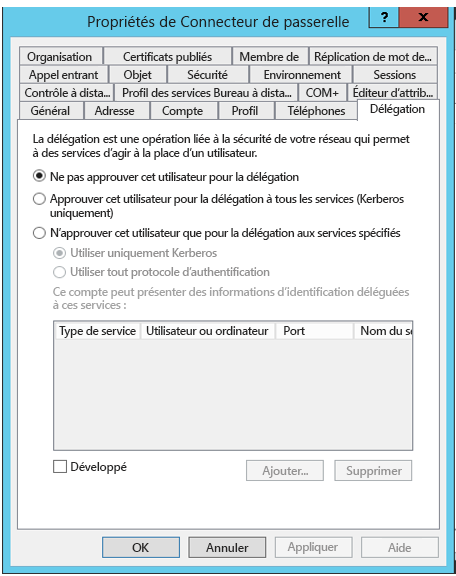 Propriétés de Connecteur de passerelle
?
x
Organisation
Certificats publiés
Membre de
Réplication de mot de...
Appel entrant
Objet
Sécurité
Environnement
Sessions
Contrôle à dista...
Profil des services Bureau à dista...
COM+
Éditeur d'attrib...
Général
Adresse
Compte
Profil
Téléphones
Délégation
La délégation est une opération liée à la sécurité de votre réseau qui permet
à des services d'agir à la place d'un utilisateur.
Ne pas approuver cet utilisateur pour la délégation
Approuver cet utilisateur pour la délégation à tous les services (Kerberos
uniquement)
N'approuver cet utilisateur que pour la délégation aux services spécifiés
Utiliser uniquement Kerberos
Utiliser tout protocole d'authentification
Ce compte peut présenter des informations d'identification déléguées
à ces services :
Type de service
Utilisateur ou ordinateur
Port
Nom du
Développé
Ajouter...
Supprimer
OK
Annuler
Appliquer
Aide